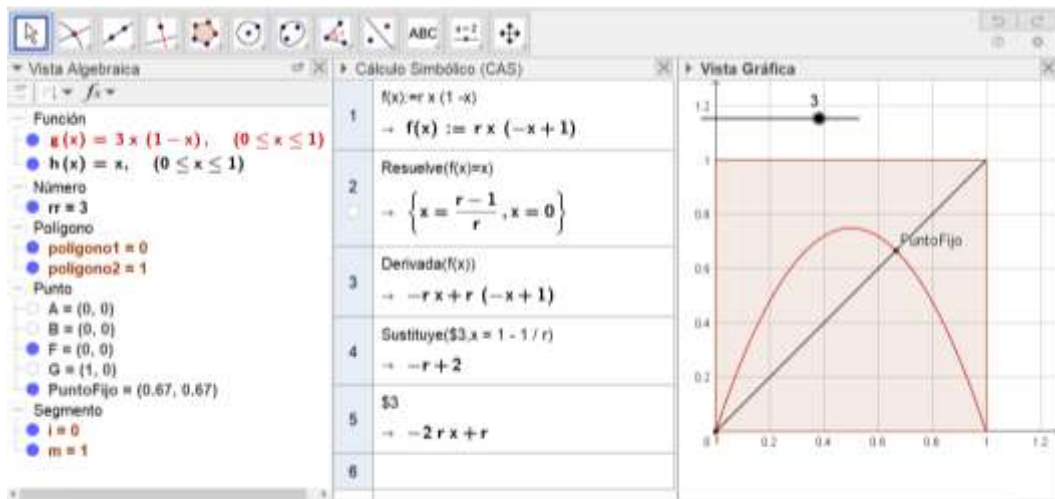 ABC
a=2
Vista Algebraica
Cálculo Simbólico (CAS)
Vista Gráfica
Función
g(x) = 3 x (1 − x), (0 ≤ x ≤ 1)
h(x) = x, (0 ≤ x ≤ 1)
Número
rr = 3
Polígono
polígono1 = 0
polígono2 = 1
Punto
A = (0, 0)
B = (0, 0)
F = (0, 0)
G = (1, 0)
PuntoFijo = (0.67, 0.67)
Segmento
i = 0
m = 1
1
f(x):=r x (1 -x)
→ f(x) := r x (−x + 1)
2
Resuelve(f(x)=x)
→ {x = r − 1 / r, x = 0}
3
Derivada(f(x))
→ −r x + r (−x + 1)
4
Sustituye($3,x = 1 - 1 / r)
→ −r + 2
5
$3
→ −2 r x + r
6
3
1.2
1
0.8
PuntoFijo
0.6
0.4
0.2
0
0.2
0.4
0.6
0.8
1
1.2